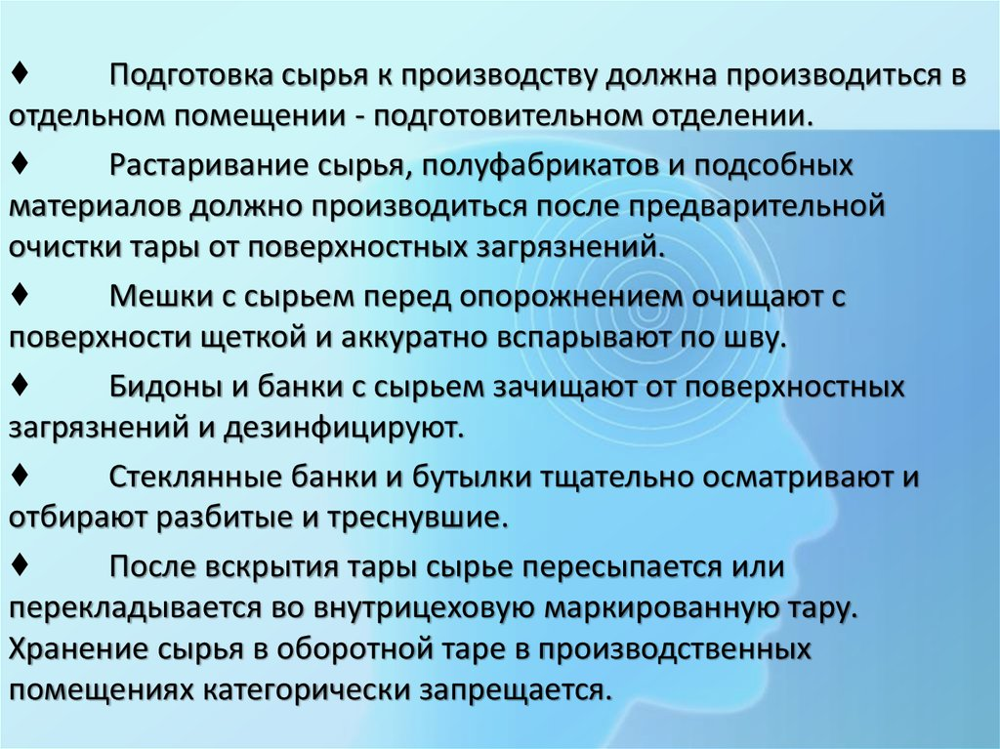 ♦ Подготовка сырья к производству должна производиться в
отдельном помещении - подготовительном отделении.
♦ Растаривание сырья, полуфабрикатов и подсобных
материалов должно производиться после предварительной
очистки тары от поверхностных загрязнений.
♦ Мешки с сырьем перед опорожнением очищают с
поверхности щеткой и аккуратно вспарывают по шву.
♦ Бидоны и банки с сырьем зачищают от поверхностных
загрязнений и дезинфицируют.
♦ Стеклянные банки и бутылки тщательно осматривают и
отбирают разбитые и треснувшие.
♦ После вскрытия тары сырье пересыпается или
перекладывается во внутрицеховую маркированную тару.
Хранение сырья в оборотной таре в производственных
помещениях категорически запрещается.